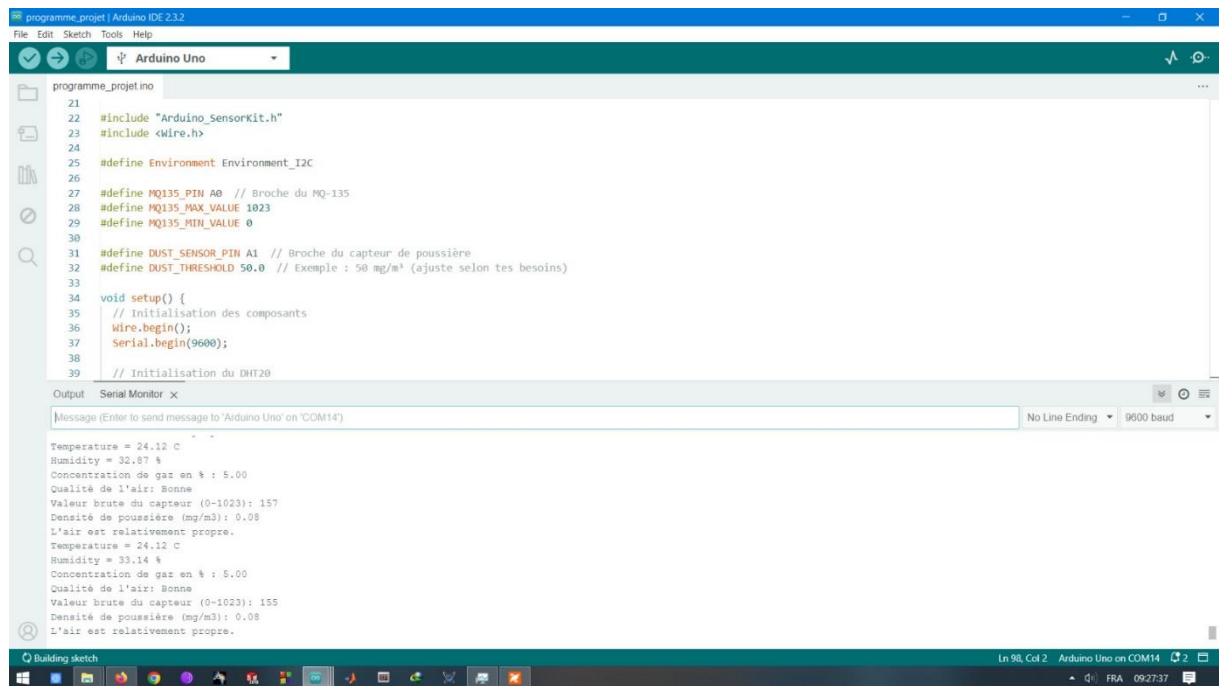 programme_projet | Arduino IDE 2.3.2
File Edit Sketch Tools Help
Arduino Uno
programme_projet.ino
21
22 #include "Arduino_SensorKit.h"
23 #include <Wire.h>
24
25 #define Environment Environment_I2C
26
27 #define MQ135_PIN A0 // Broche du MQ-135
28 #define MQ135_MAX_VALUE 1023
29 #define MQ135_MIN_VALUE 0
30
31 #define DUST_SENSOR_PIN A1 // Broche du capteur de poussière
32 #define DUST_THRESHOLD 50.0 // Exemple : 50 mg/m³ (ajuste selon tes besoins)
33
34 void setup() {
35 // Initialisation des composants
36 Wire.begin();
37 Serial.begin(9600);
38
39 // Initialisation du DHT20
Output Serial Monitor
Message (Enter to send message to 'Arduino Uno' on 'COM14')
No Line Ending 9600 baud
Temperature = 24.12 C
Humidity = 32.87 %
Concentration de gaz en % : 5.00
Qualité de l'air: Bonne
Valeur brute du capteur (0-1023): 157
Densité de poussière (mg/m3): 0.08
L'air est relativement propre.
Temperature = 24.12 C
Humidity = 33.14 %
Concentration de gaz en % : 5.00
Qualité de l'air: Bonne
Valeur brute du capteur (0-1023): 155
Densité de poussière (mg/m3): 0.08
L'air est relativement propre.
Building sketch
Ln 98, Col 2 Arduino Uno on COM14 2
FRA 09:27:37